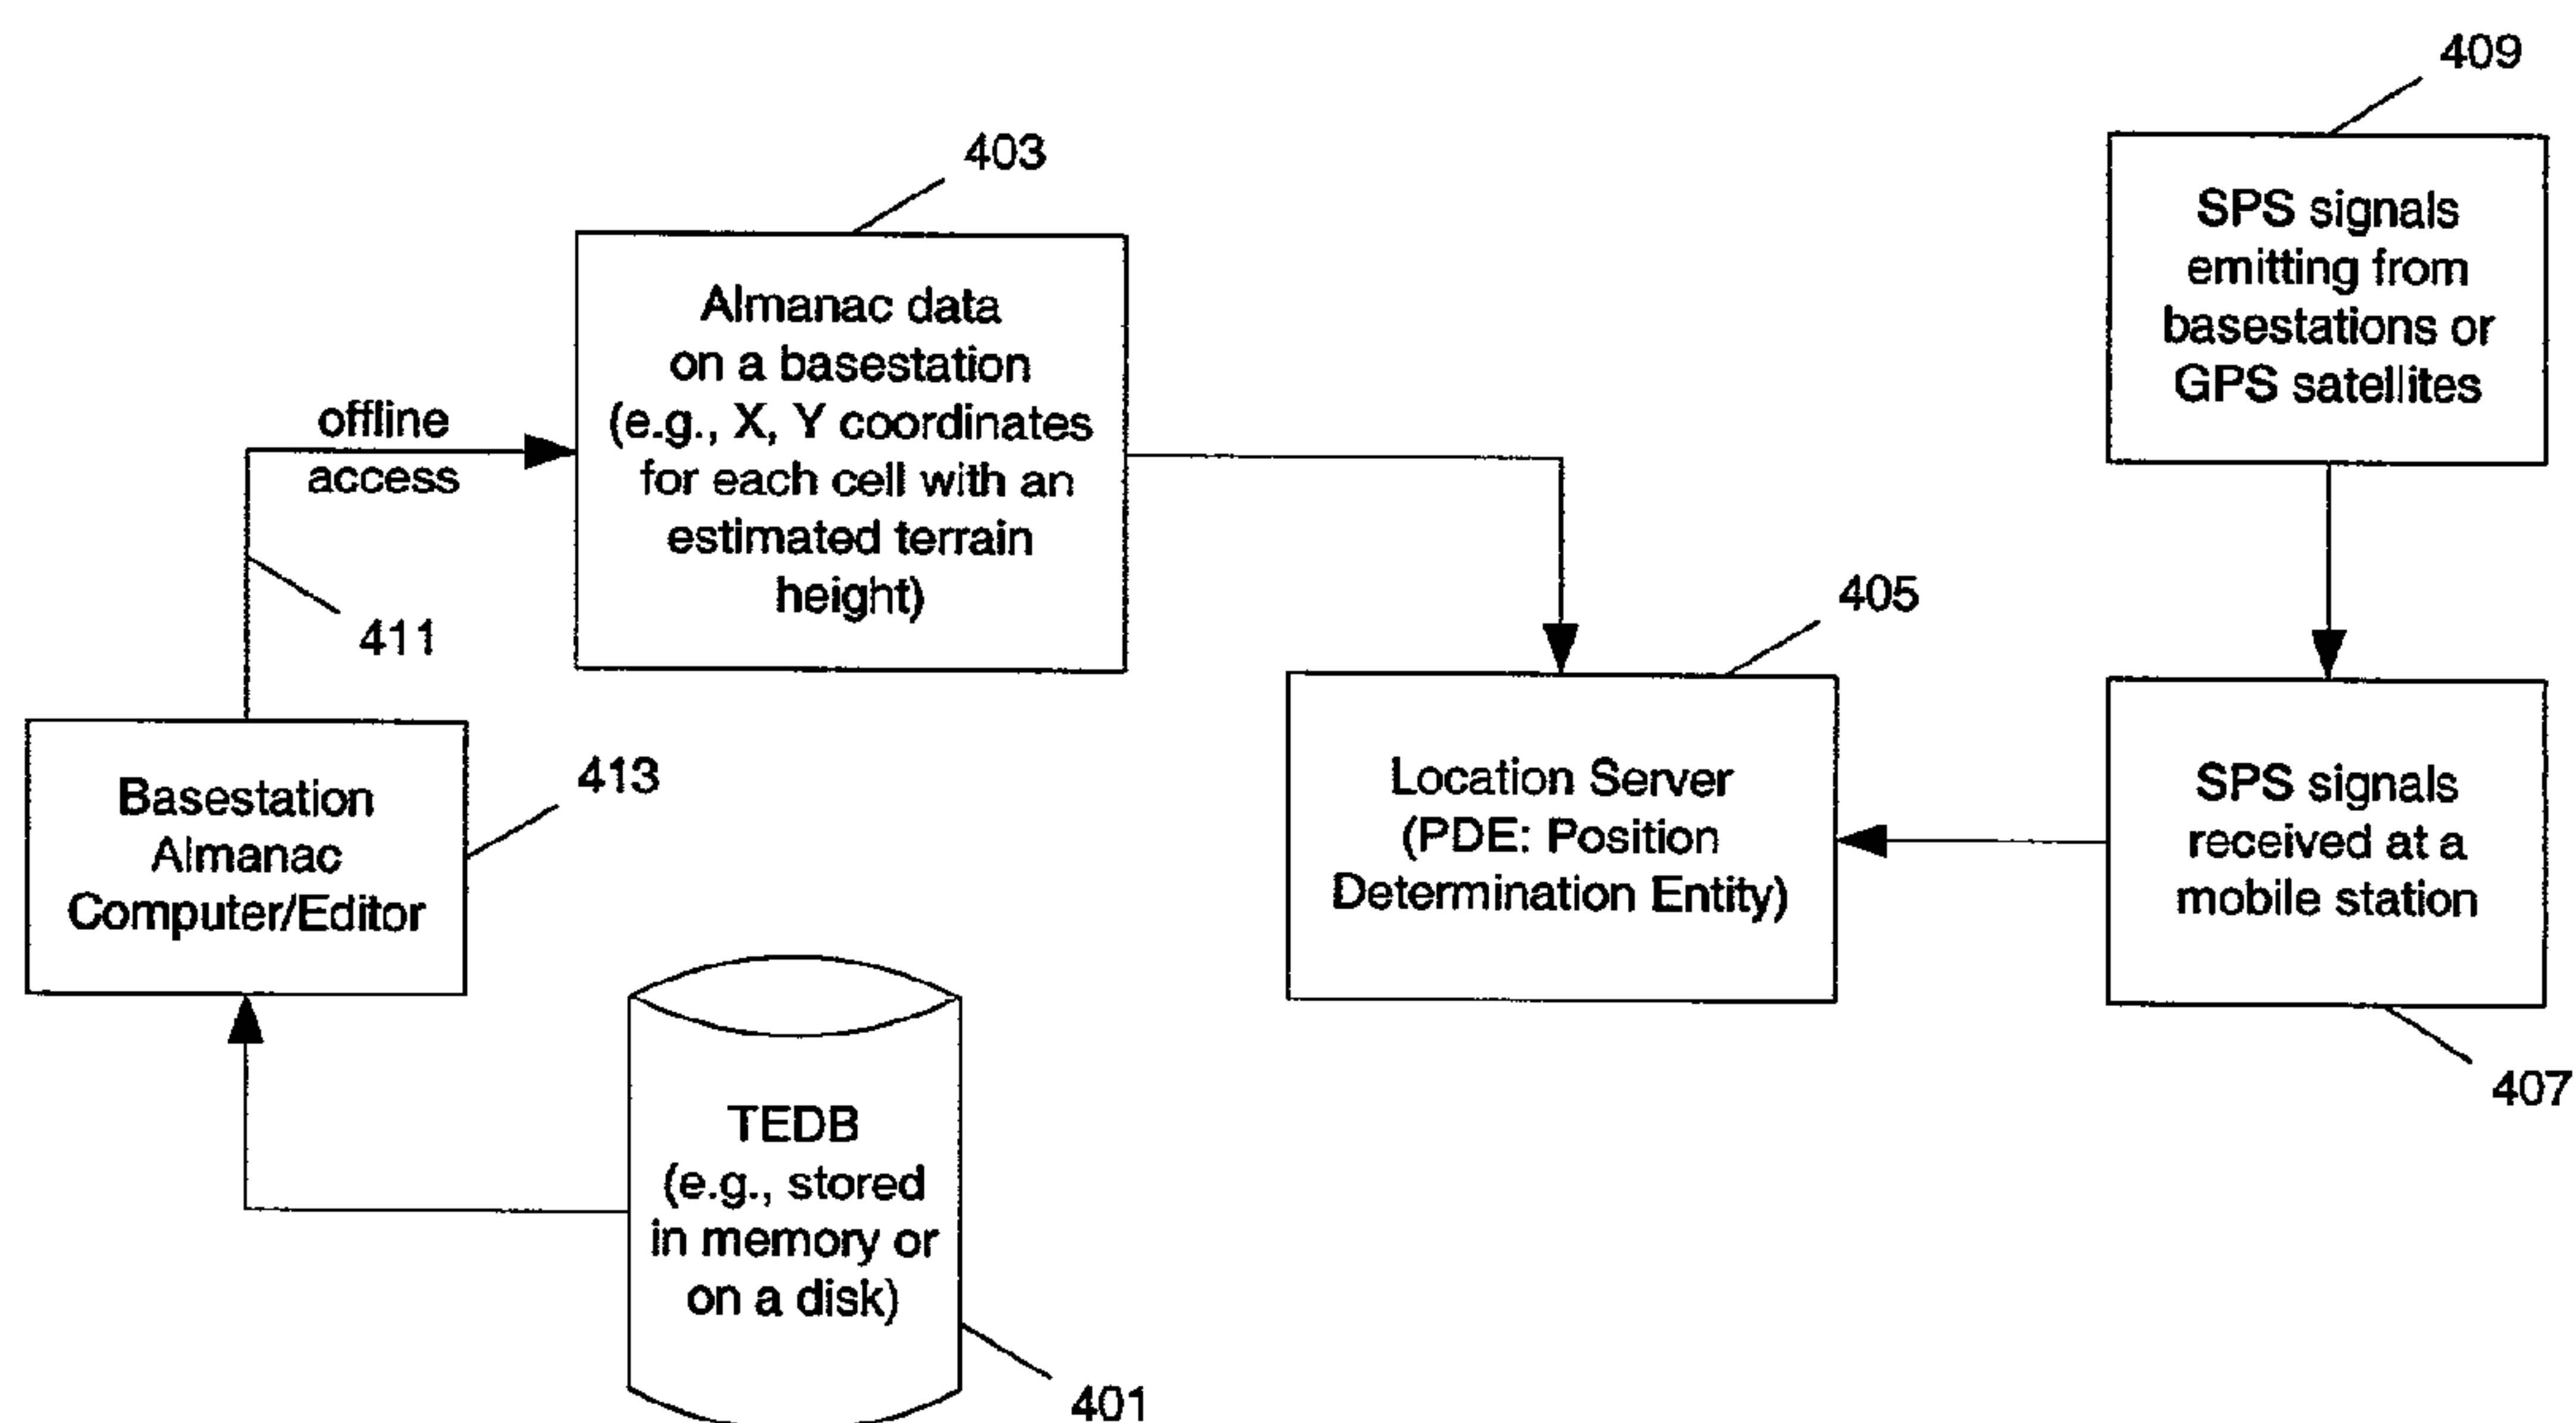 409
403
SPS signals
emitting from
basestations or
GPS satellites
Almanac data
on a basestation
(e.g., X, Y coordinates
for each cell with an
estimated terrain
height)
offline
access
411
405
413
Basestation
Almanac
Computer/Editor
Location Server
(PDE: Position
Determination Entity)
SPS signals
received at a
mobile station
407
TEDB
(e.g., stored
in memory or
on a disk)
401